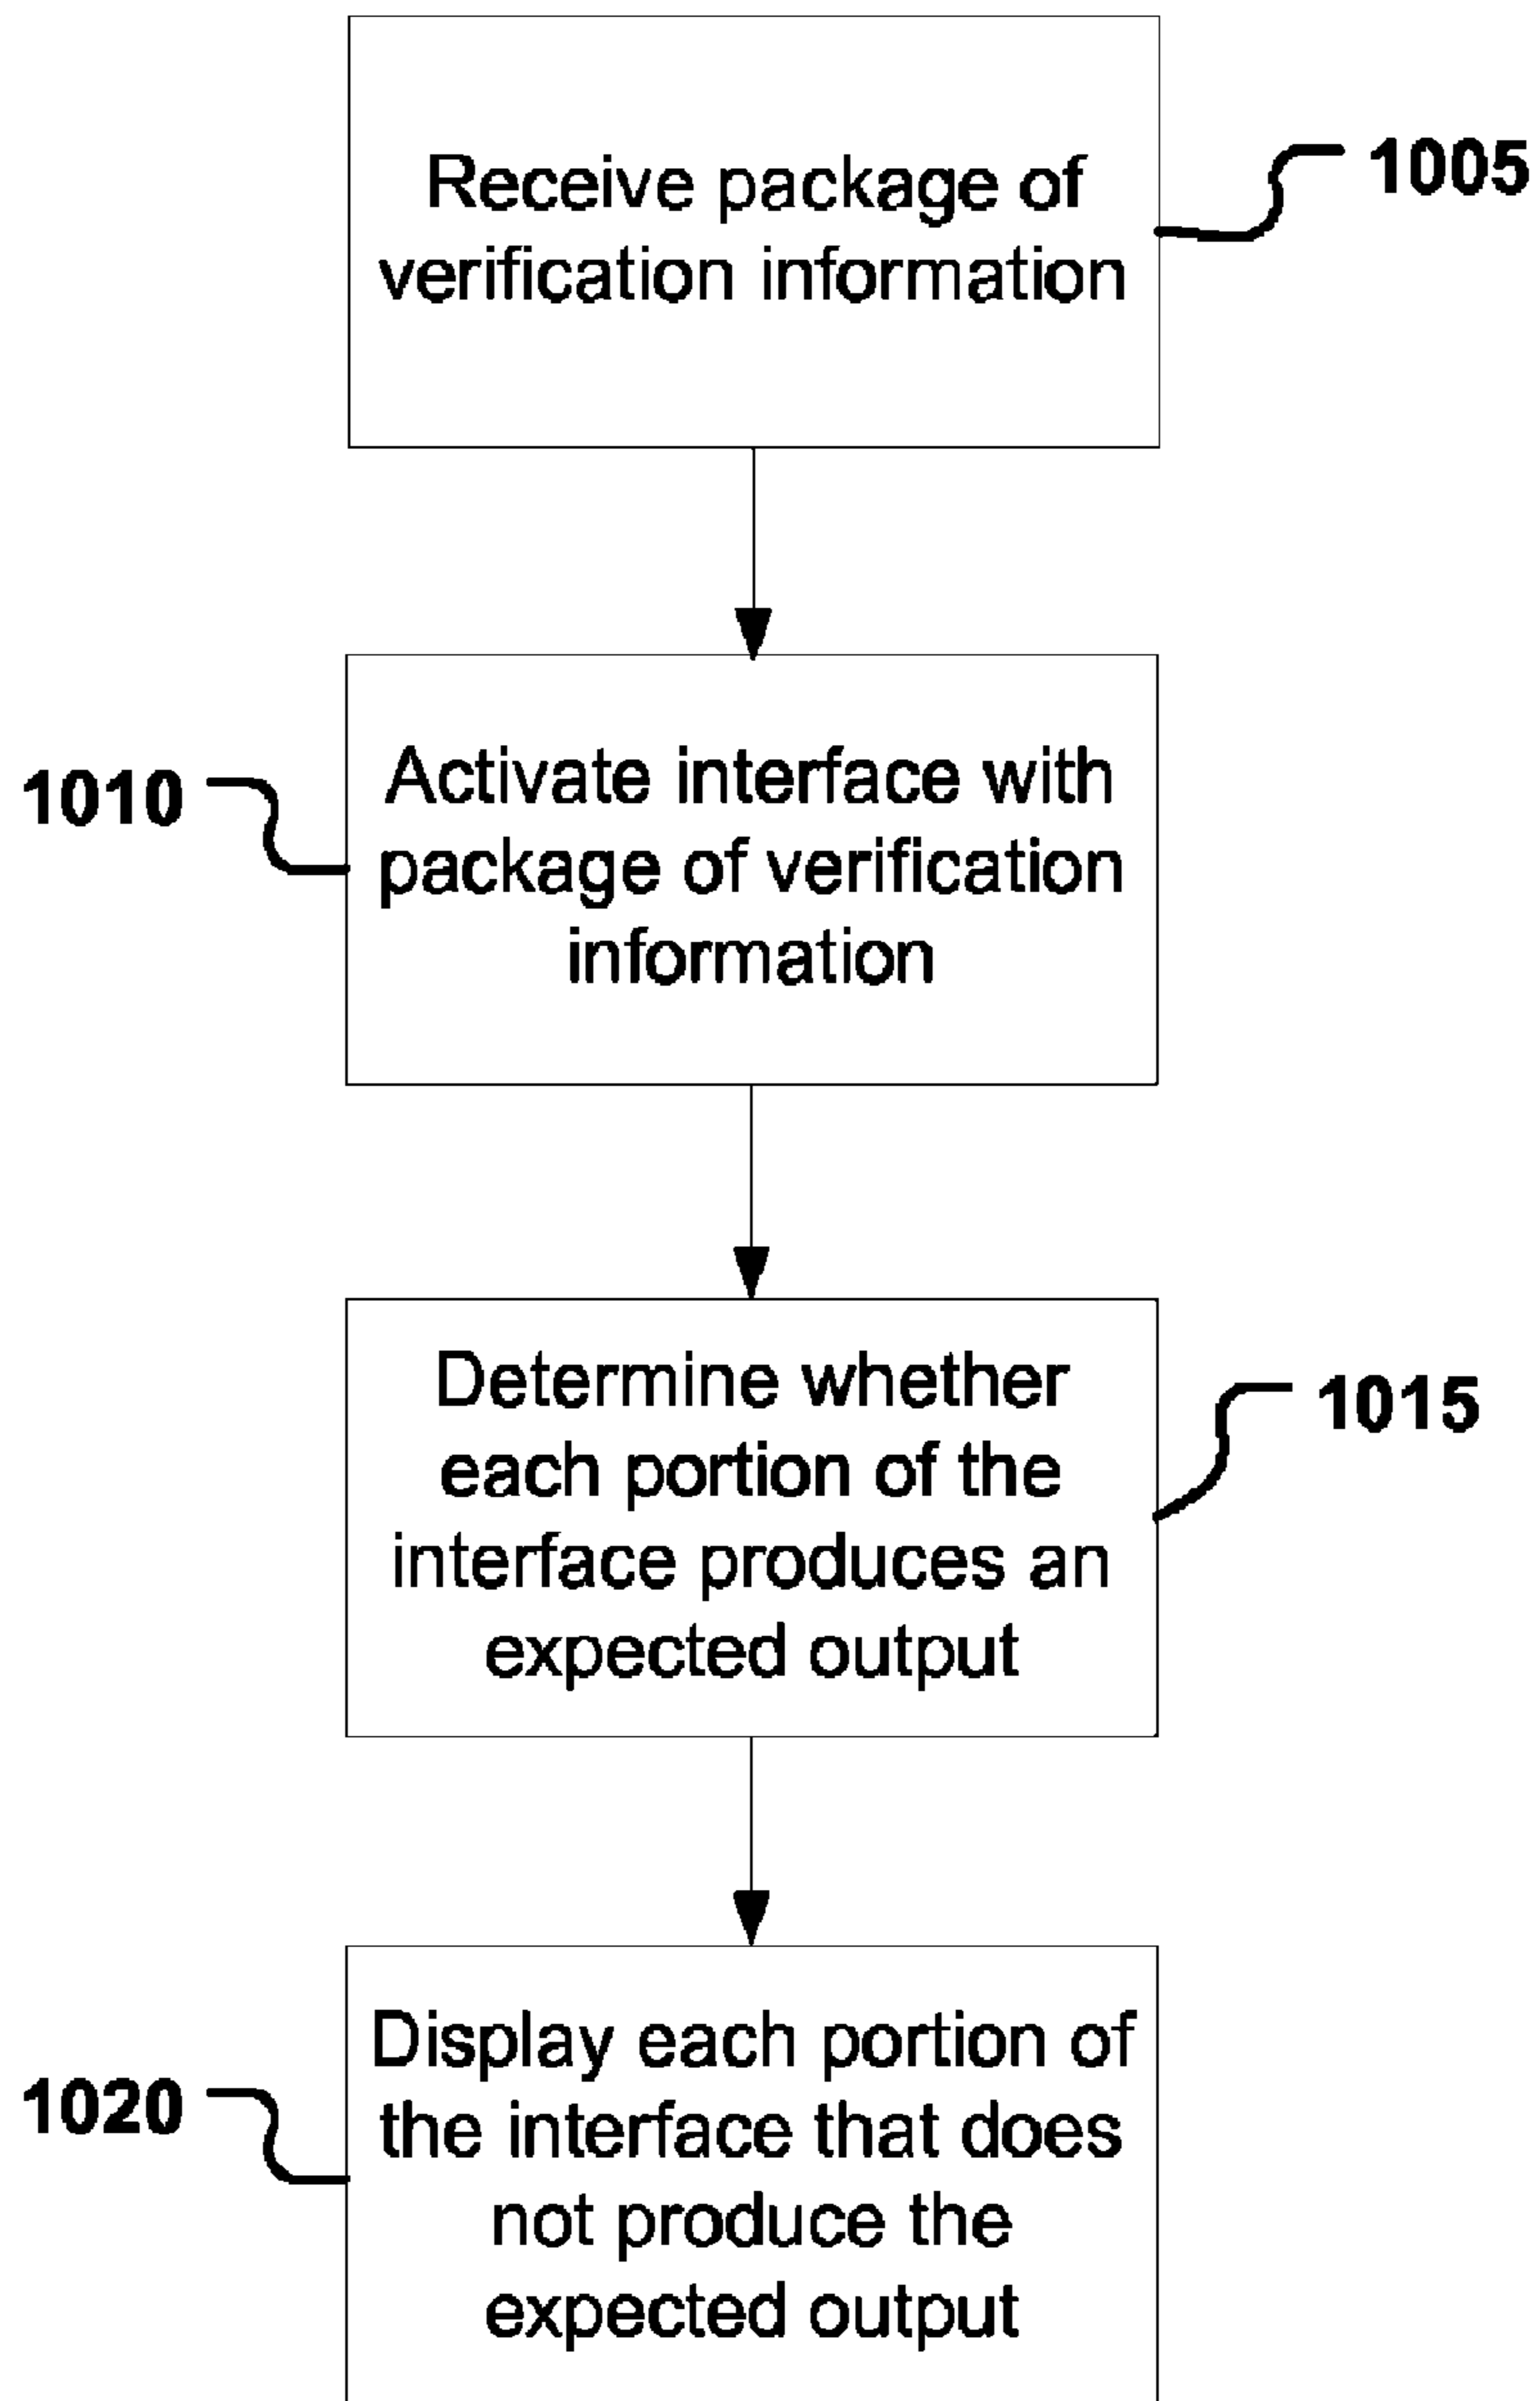 Receive package of
verification information
1005
Activate interface with
package of verification
information
1010
Determine whether
each portion of the
interface produces an
expected output
1015
Display each portion of
the interface that does
not produce the
expected output
1020